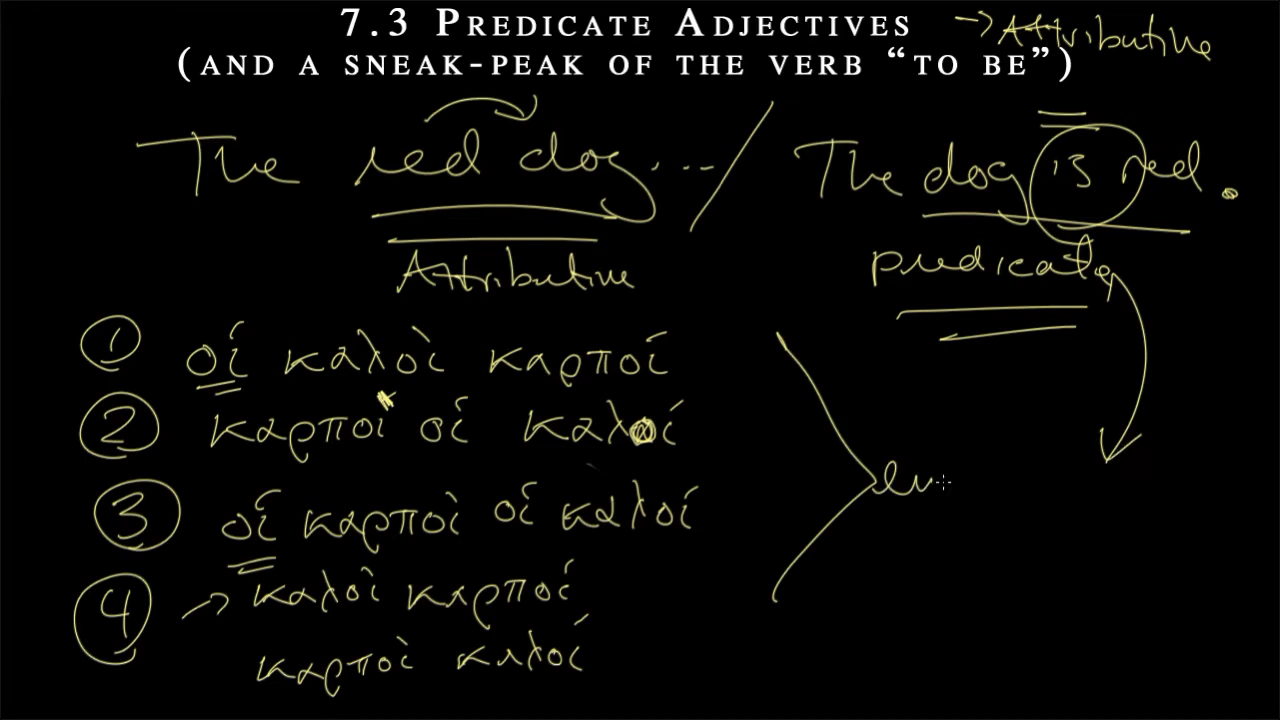 7.3 PREDICATE ADJECTIVES → Attributive
(AND A SNEAK-PEAK OF THE VERB “TO BE”)
The red dog... / The dog is red.
Attributive
predicate
① οἱ καλοὶ καρποί
② καρποὶ οἱ καλοί
③ οἱ καρποὶ οἱ καλοί
④ → καλοὶ καρποί
καρποὶ καλοί